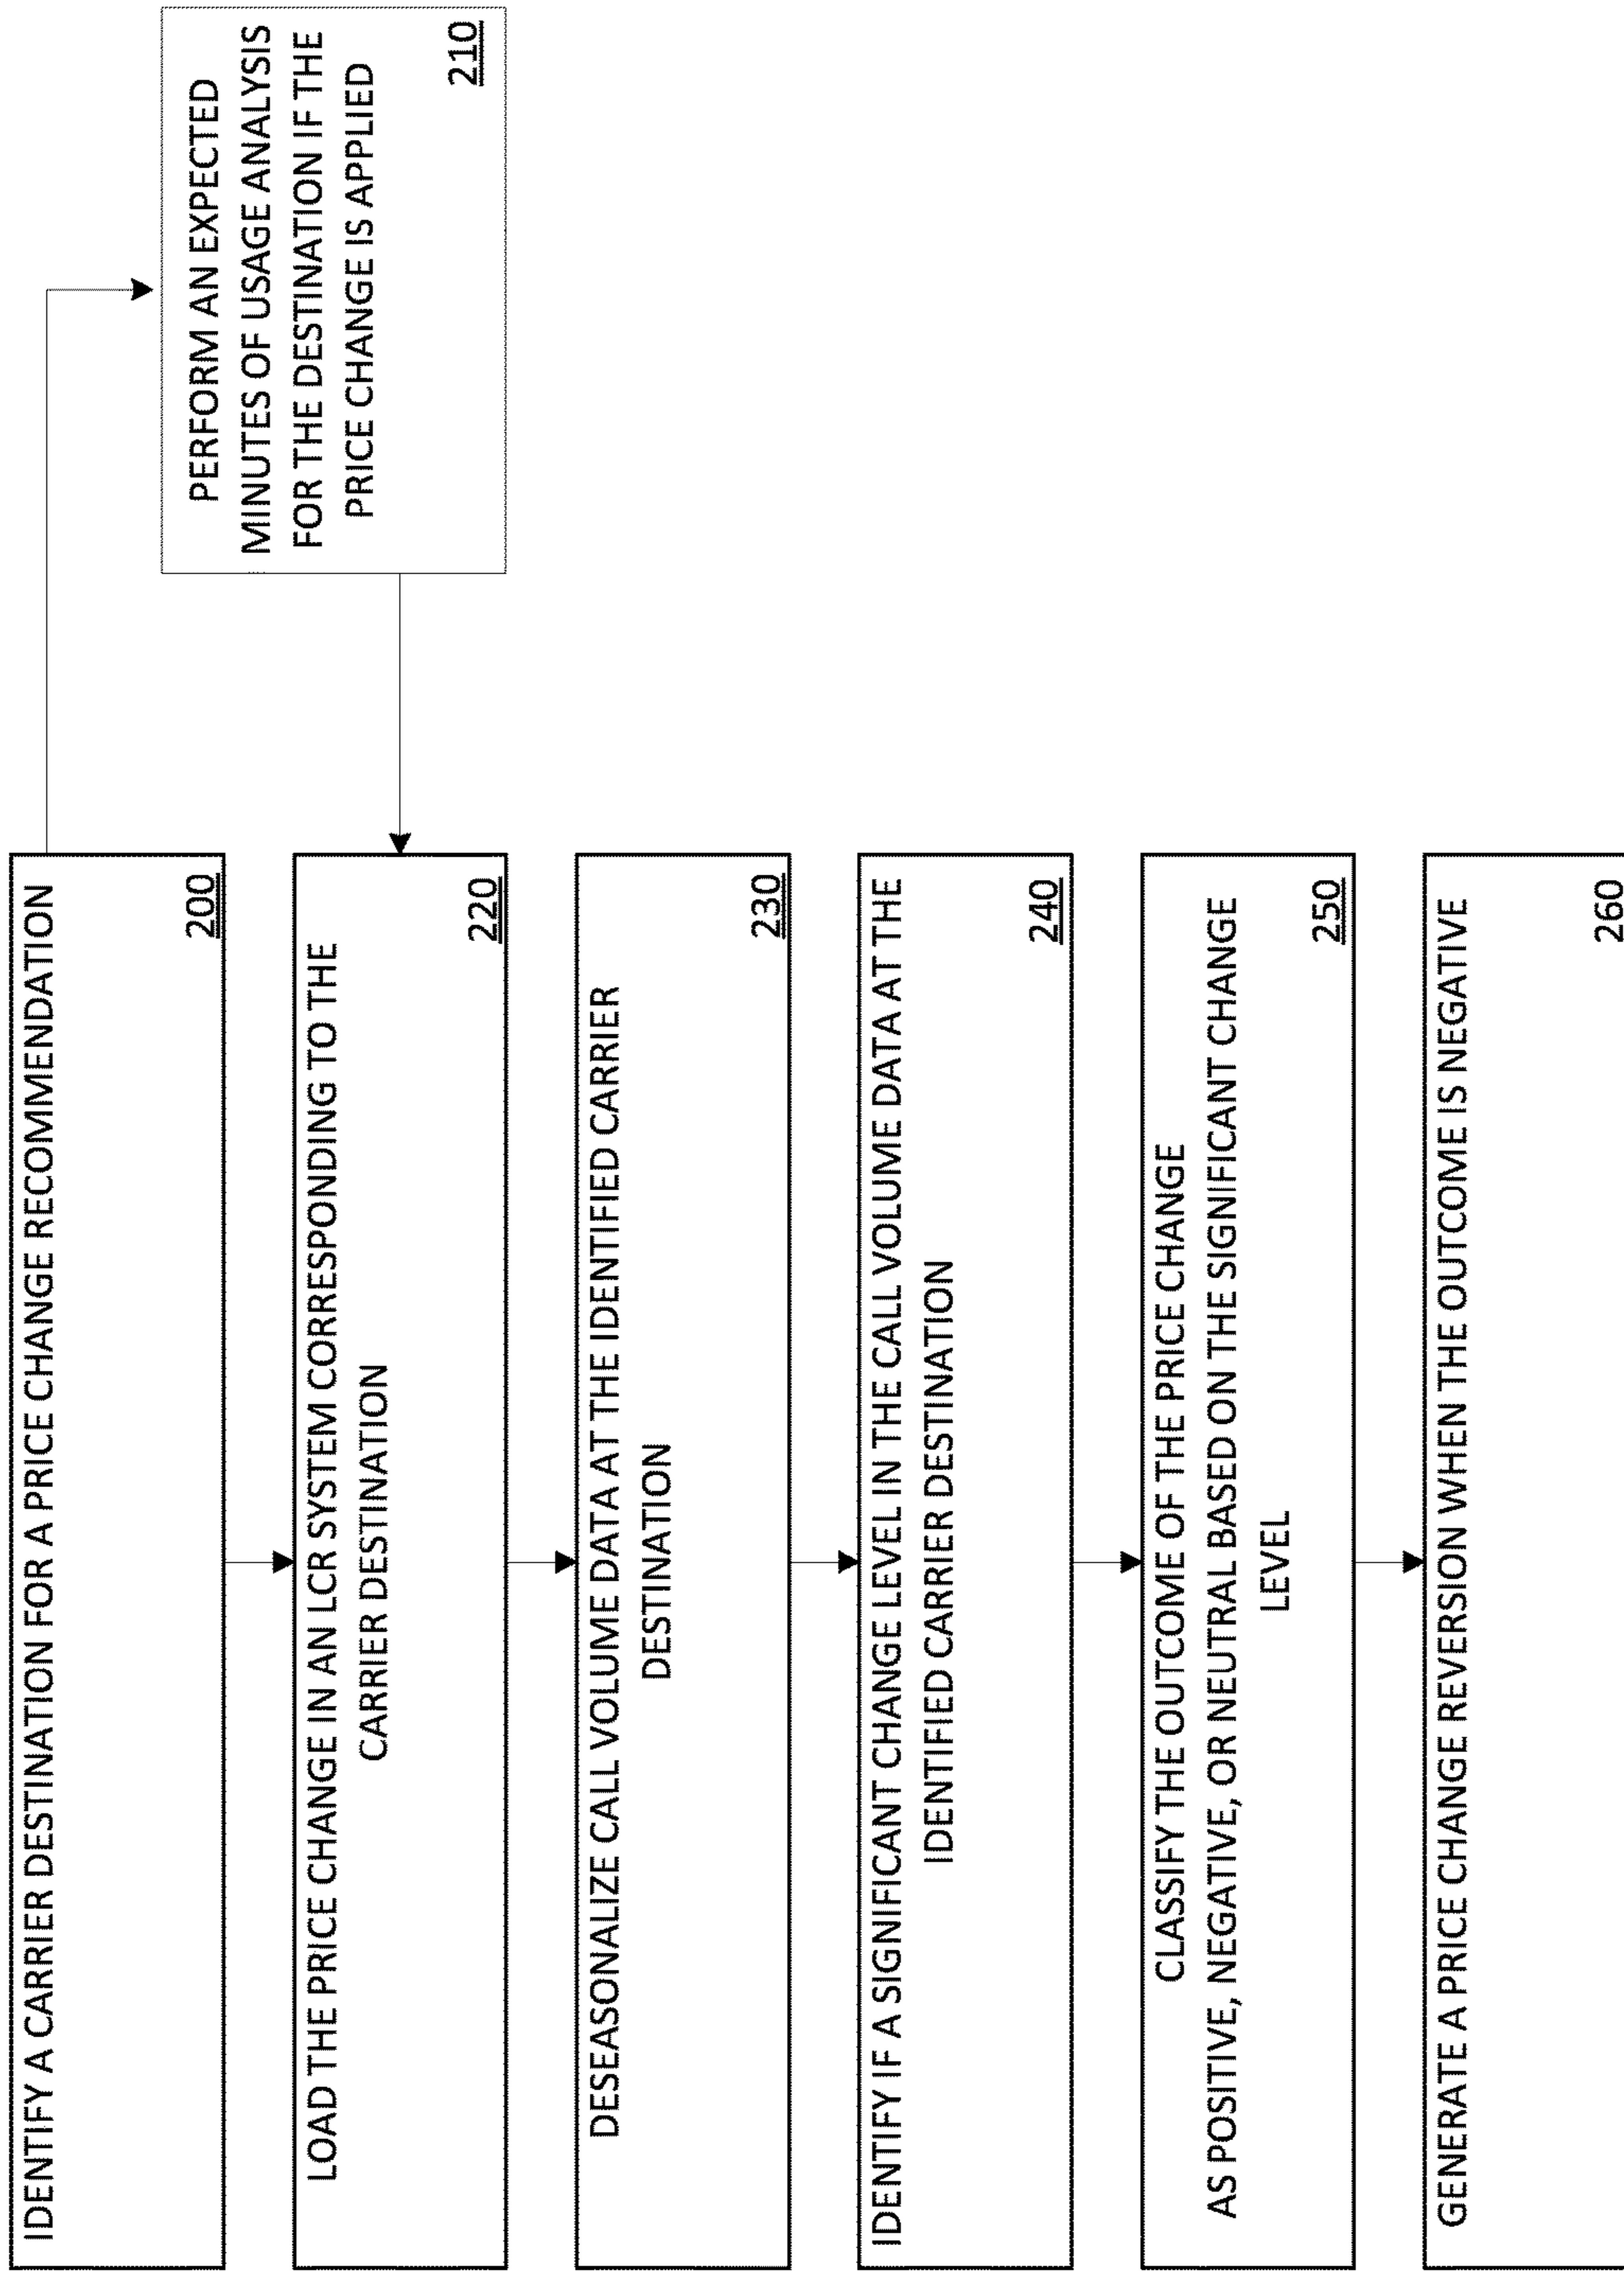 IDENTIFY A CARRIER DESTINATION FOR A PRICE CHANGE RECOMMENDATION
200
PERFORM AN EXPECTED
MINUTES OF USAGE ANALYSIS
FOR THE DESTINATION IF THE
PRICE CHANGE IS APPLIED
210
LOAD THE PRICE CHANGE IN AN LCR SYSTEM CORRESPONDING TO THE
CARRIER DESTINATION
220
DESEASONALIZE CALL VOLUME DATA AT THE IDENTIFIED CARRIER
DESTINATION
230
IDENTIFY IF A SIGNIFICANT CHANGE LEVEL IN THE CALL VOLUME DATA AT THE
IDENTIFIED CARRIER DESTINATION
240
CLASSIFY THE OUTCOME OF THE PRICE CHANGE
AS POSITIVE, NEGATIVE, OR NEUTRAL BASED ON THE SIGNIFICANT CHANGE
LEVEL
250
GENERATE A PRICE CHANGE REVERSION WHEN THE OUTCOME IS NEGATIVE
260